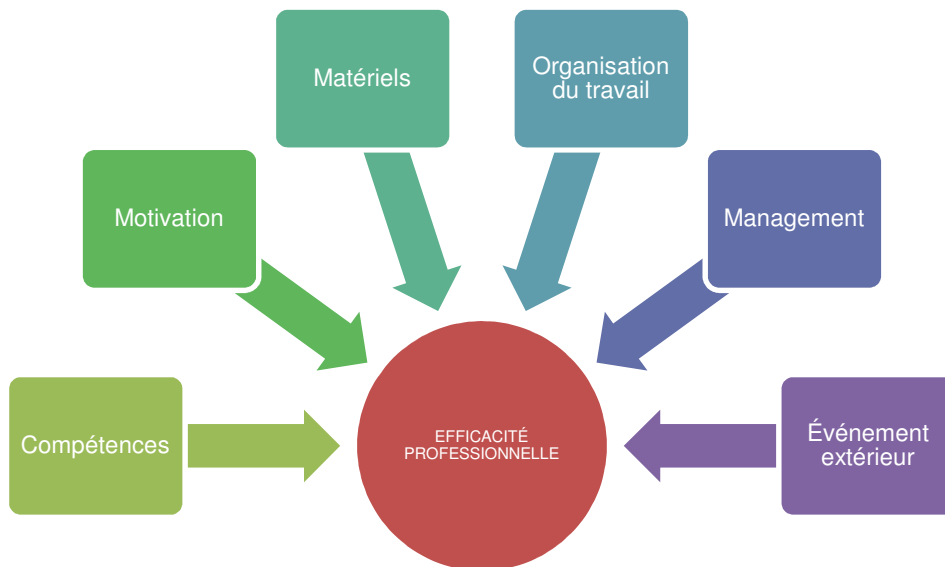 Matériels
Organisation
du travail
Motivation
Management
Compétences
EFFICACITÉ
PROFESSIONNELLE
Événement
extérieur